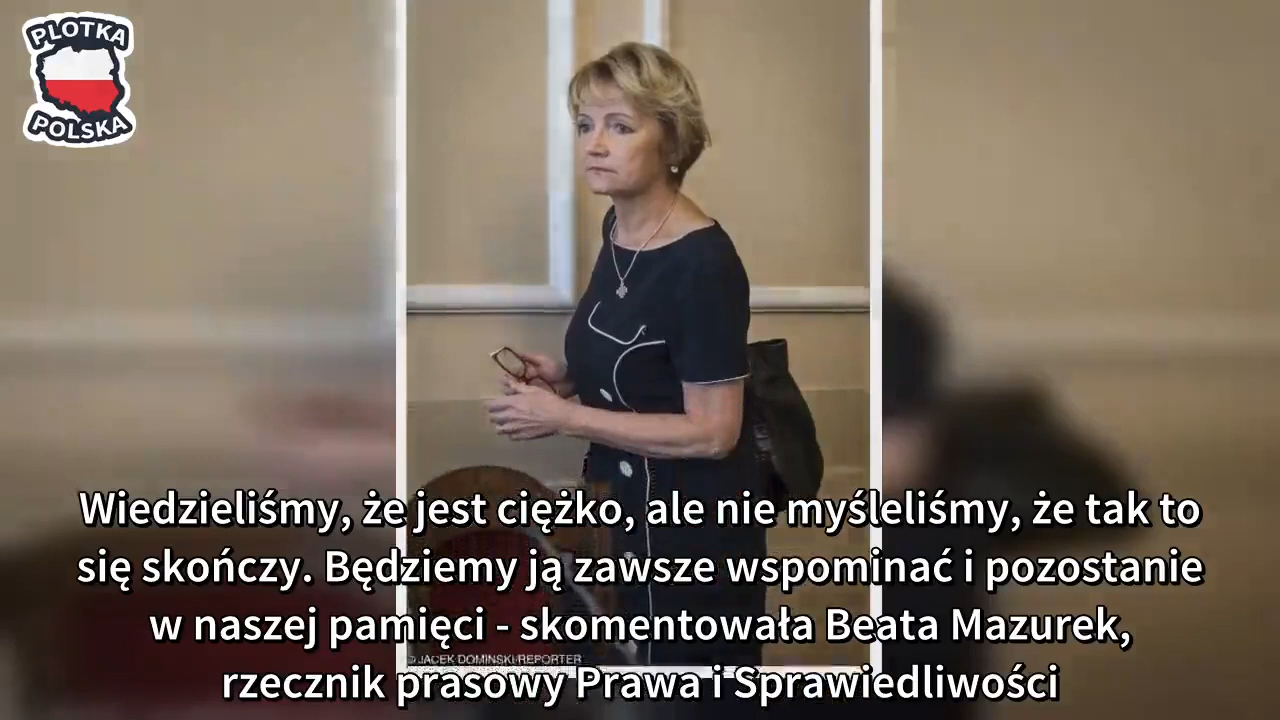 PLOTKA
POLSKA
Wiedzieliśmy, że jest ciężko, ale nie myśleliśmy, że tak to
się skończy. Będziemy ją zawsze wspominać i pozostanie
w naszej pamięci - skomentowała Beata Mazurek,
JACEK DOMINSKI/REPORTER
rzecznik prasowy Prawa i Sprawiedliwości